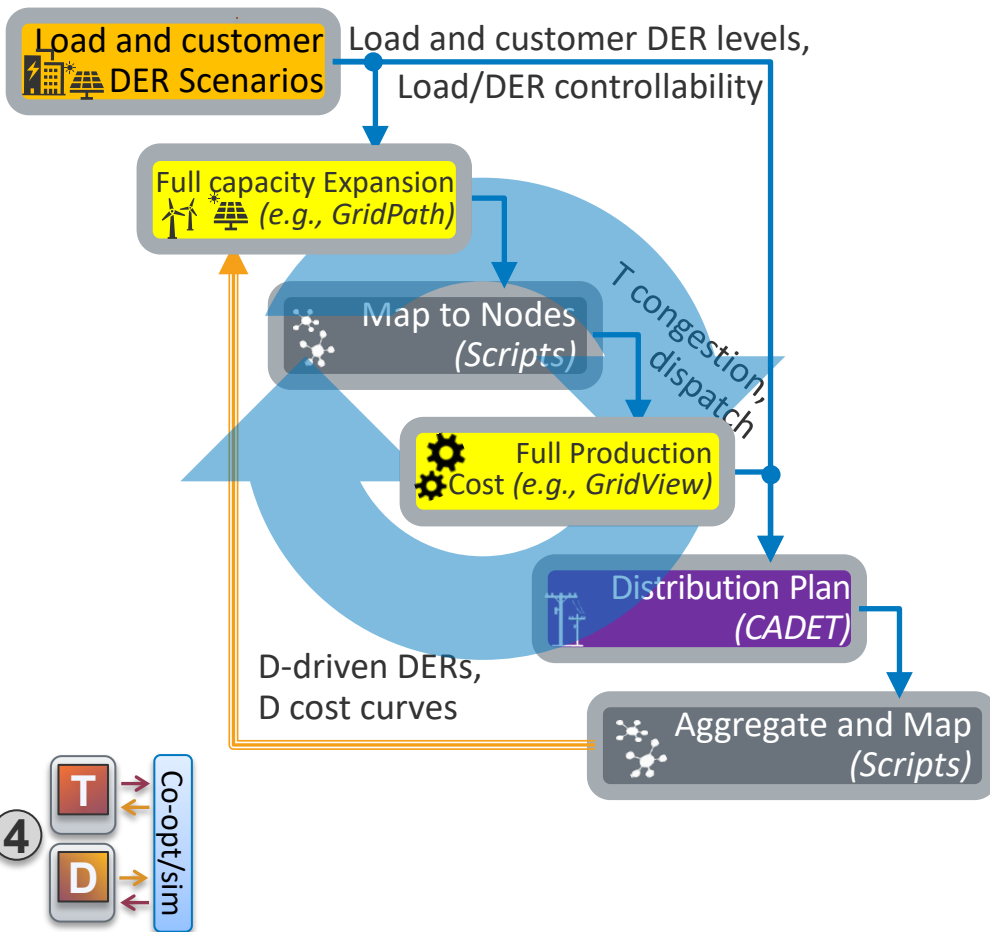 Load and customer
DER Scenarios
Load and customer DER levels,
Load/DER controllability
Full capacity Expansion
(e.g., GridPath)
Map to Nodes
(Scripts)
T congestion,
dispatch
Full Production
Cost (e.g., GridView)
Distribution Plan
(CADET)
D-driven DERs,
D cost curves
Aggregate and Map
(Scripts)
4
T
D
Co-opt/sim